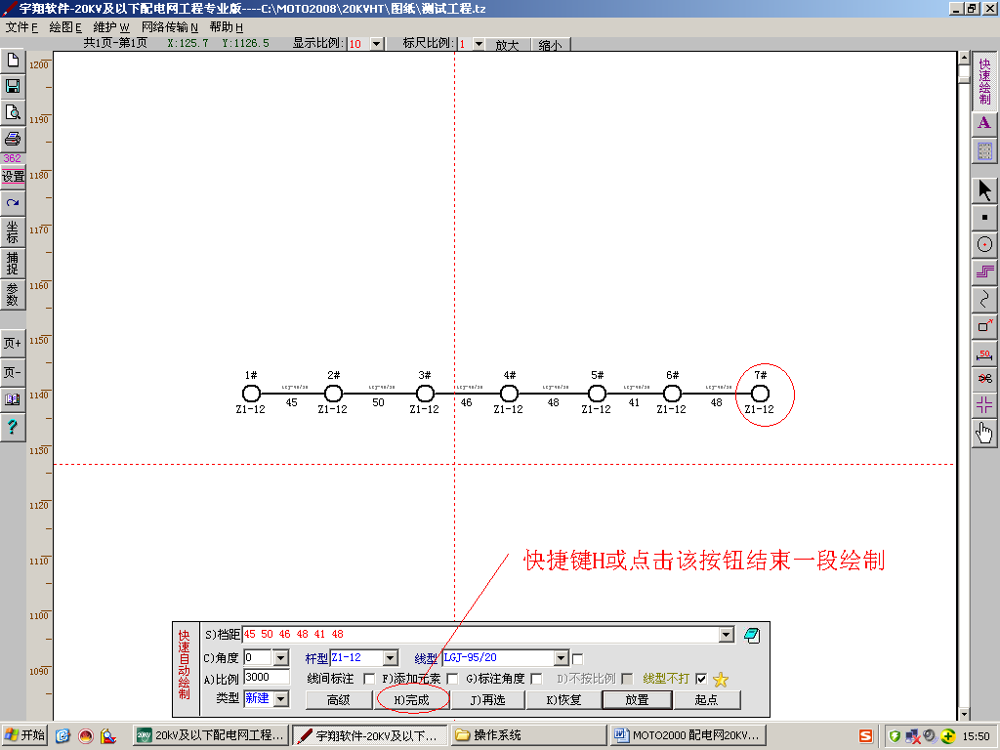 宇翔软件-20KV及以下配电网工程专业版----C:\MOTO2008\20KVHT\图纸\测试工程.tz
文件F 绘图E 维护W 网络传输N 帮助H
共1页-第1页 X:125.7 Y:1126.5 显示比例: 10 标尺比例: 1 放大 缩小
362
设置
坐标
捕捉
参数
页+
页-
?
1200
1190
1180
1170
1160
1150
1140
1130
1120
1110
1100
1090
快速绘制
A
50
1# 2# 3# 4# 5# 6# 7#
LGJ-95/20 LGJ-95/20 LGJ-95/20 LGJ-95/20 LGJ-95/20 LGJ-95/20
45 50 46 48 41 48
Z1-12 Z1-12 Z1-12 Z1-12 Z1-12 Z1-12 Z1-12
快捷键H或点击该按钮结束一段绘制
快速自动绘制
S)档距 45 50 46 48 41 48
C)角度 0 杆型 Z1-12 线型 LGJ-95/20
A)比例 3000 线间标注 F)添加元素 G)标注角度 D)不按比例 线型不打
类型 新建 高级 H)完成 J)再选 K)恢复 放置 起点
开始 20kV及以下配电网工程... 宇翔软件-20KV及以下... 操作系统 MOTO2000 配电网20KV... 15:50